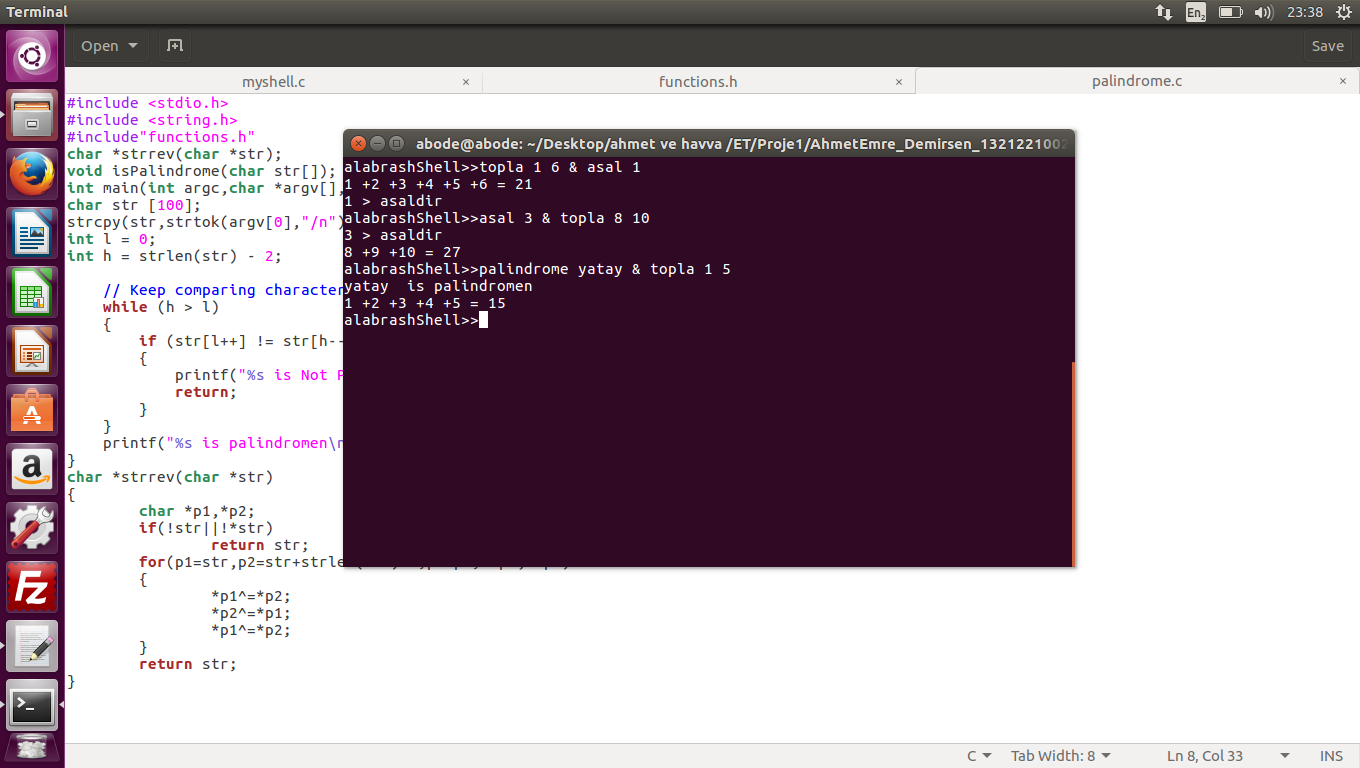 Terminal
En2
23:38
Open
Save
myshell.c
functions.h
palindrome.c
#include <stdio.h>
#include <string.h>
#include"functions.h"
char *strrev(char *str);
void isPalindrome(char str[]);
int main(int argc,char *argv[],
char str [100];
strcpy(str,strtok(argv[0],"/n")
int l = 0;
int h = strlen(str) - 2;
// Keep comparing character
while (h > l)
{
if (str[l++] != str[h--
{
printf("%s is Not P
return;
}
}
printf("%s is palindromen\n
}
char *strrev(char *str)
{
char *p1,*p2;
if(!str||!*str)
return str;
for(p1=str,p2=str+strle
{
*p1^=*p2;
*p2^=*p1;
*p1^=*p2;
}
return str;
}
abode@abode: ~/Desktop/ahmet ve havva /ET/Proje1/AhmetEmre_Demirsen_1321221002
alabrashShell>>topla 1 6 & asal 1
1 +2 +3 +4 +5 +6 = 21
1 > asaldir
alabrashShell>>asal 3 & topla 8 10
3 > asaldir
8 +9 +10 = 27
alabrashShell>>palindrome yatay & topla 1 5
yatay  is palindromen
1 +2 +3 +4 +5 = 15
alabrashShell>>
C
Tab Width: 8
Ln 8, Col 33
INS